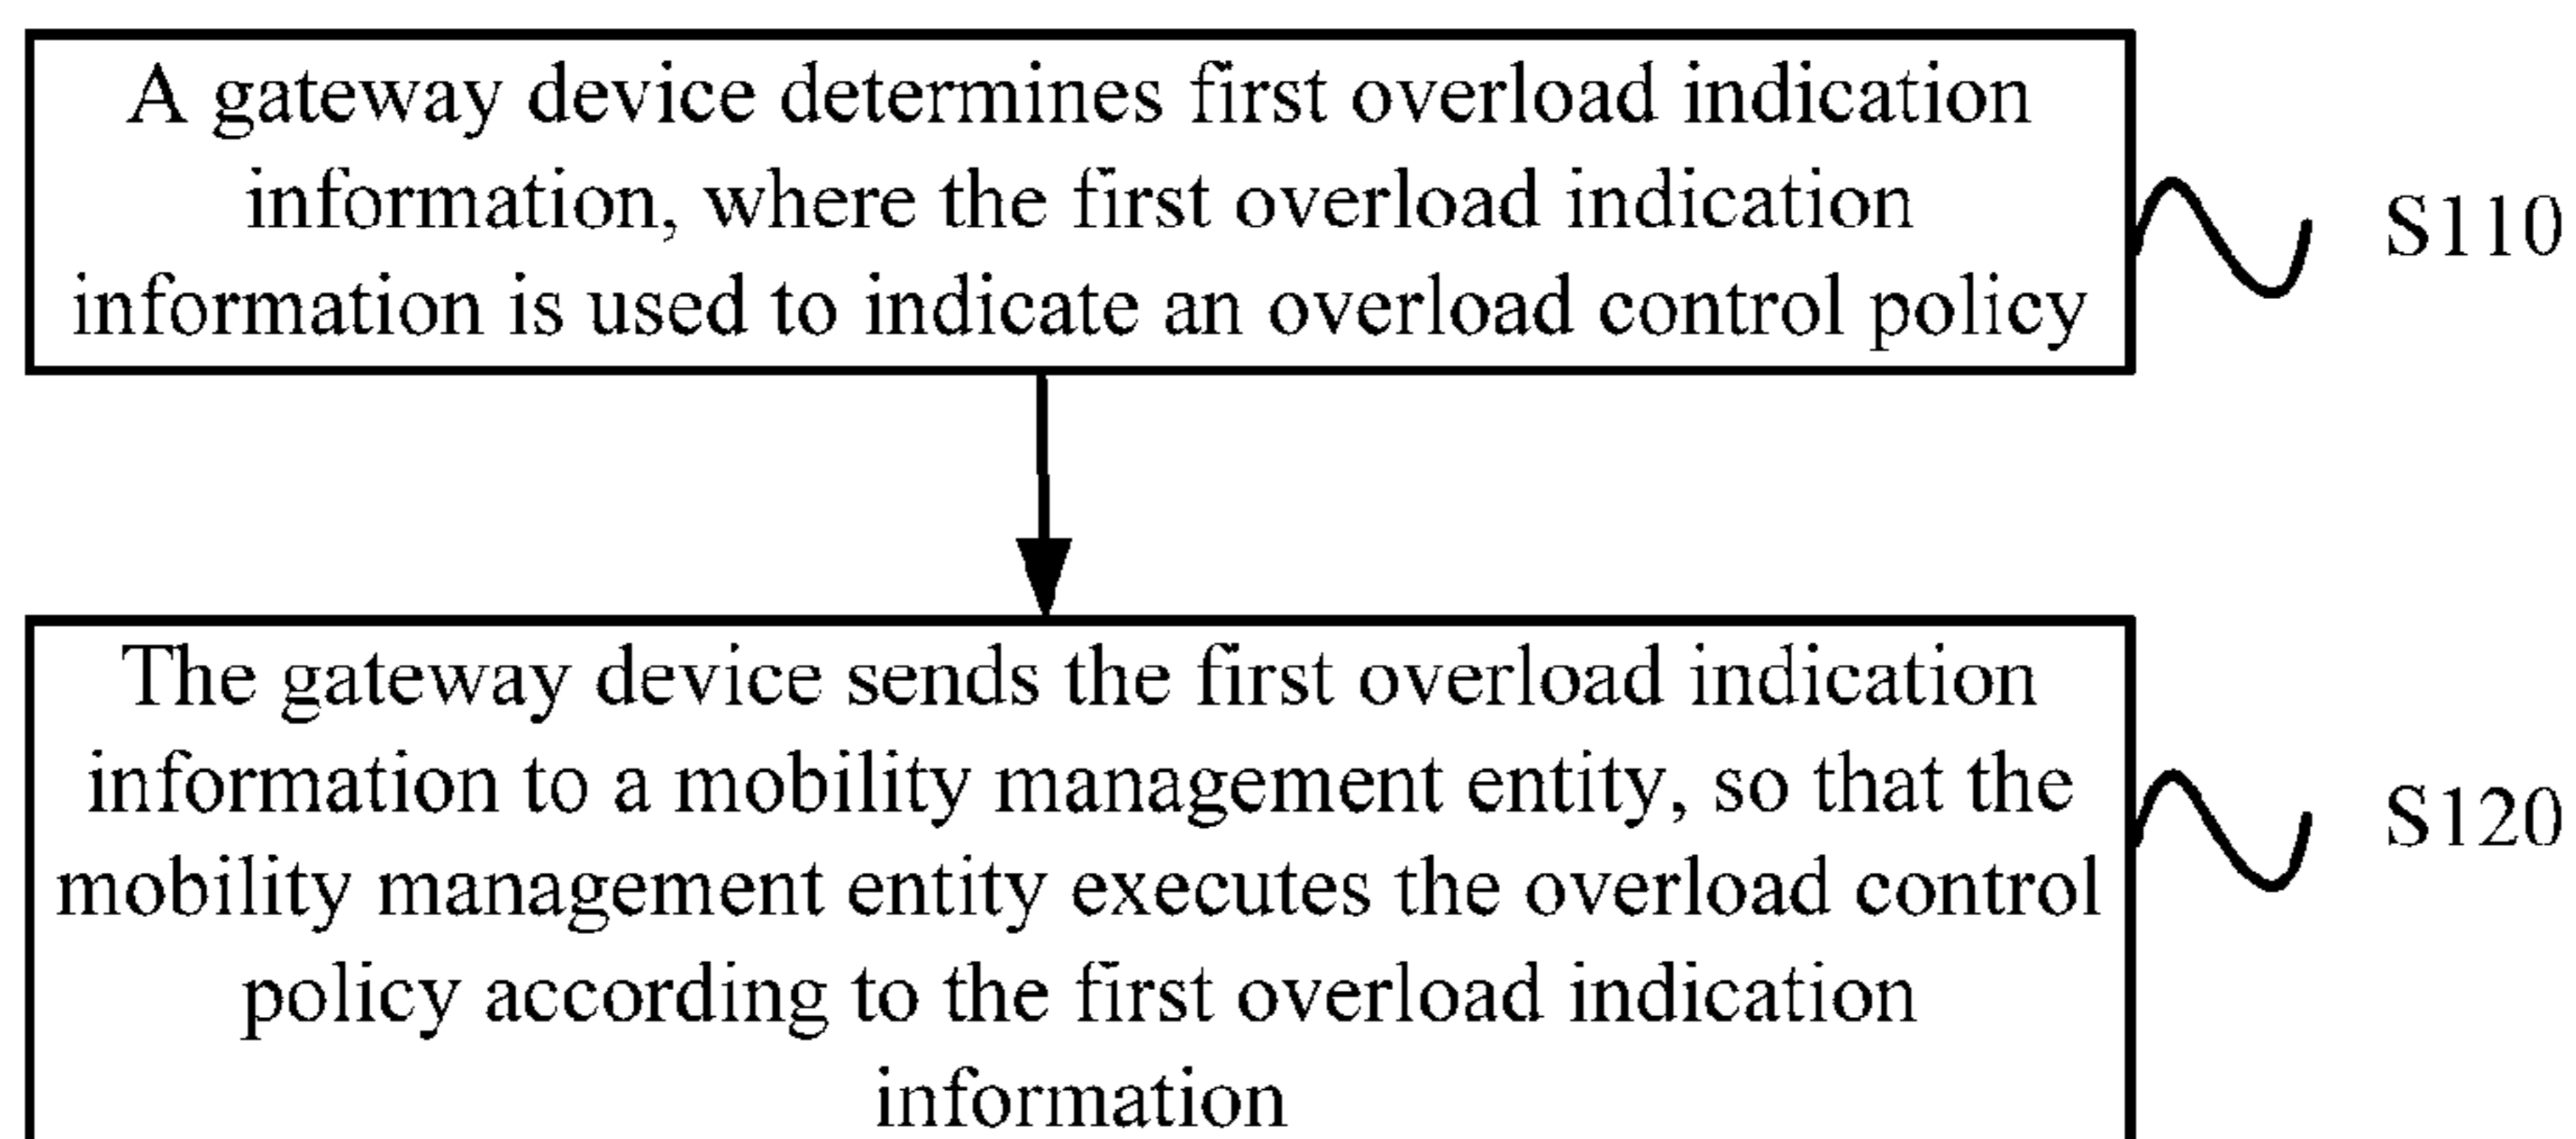 A gateway device determines first overload indication
information, where the first overload indication
information is used to indicate an overload control policy
S110
The gateway device sends the first overload indication
information to a mobility management entity, so that the
mobility management entity executes the overload control
policy according to the first overload indication
information
S120